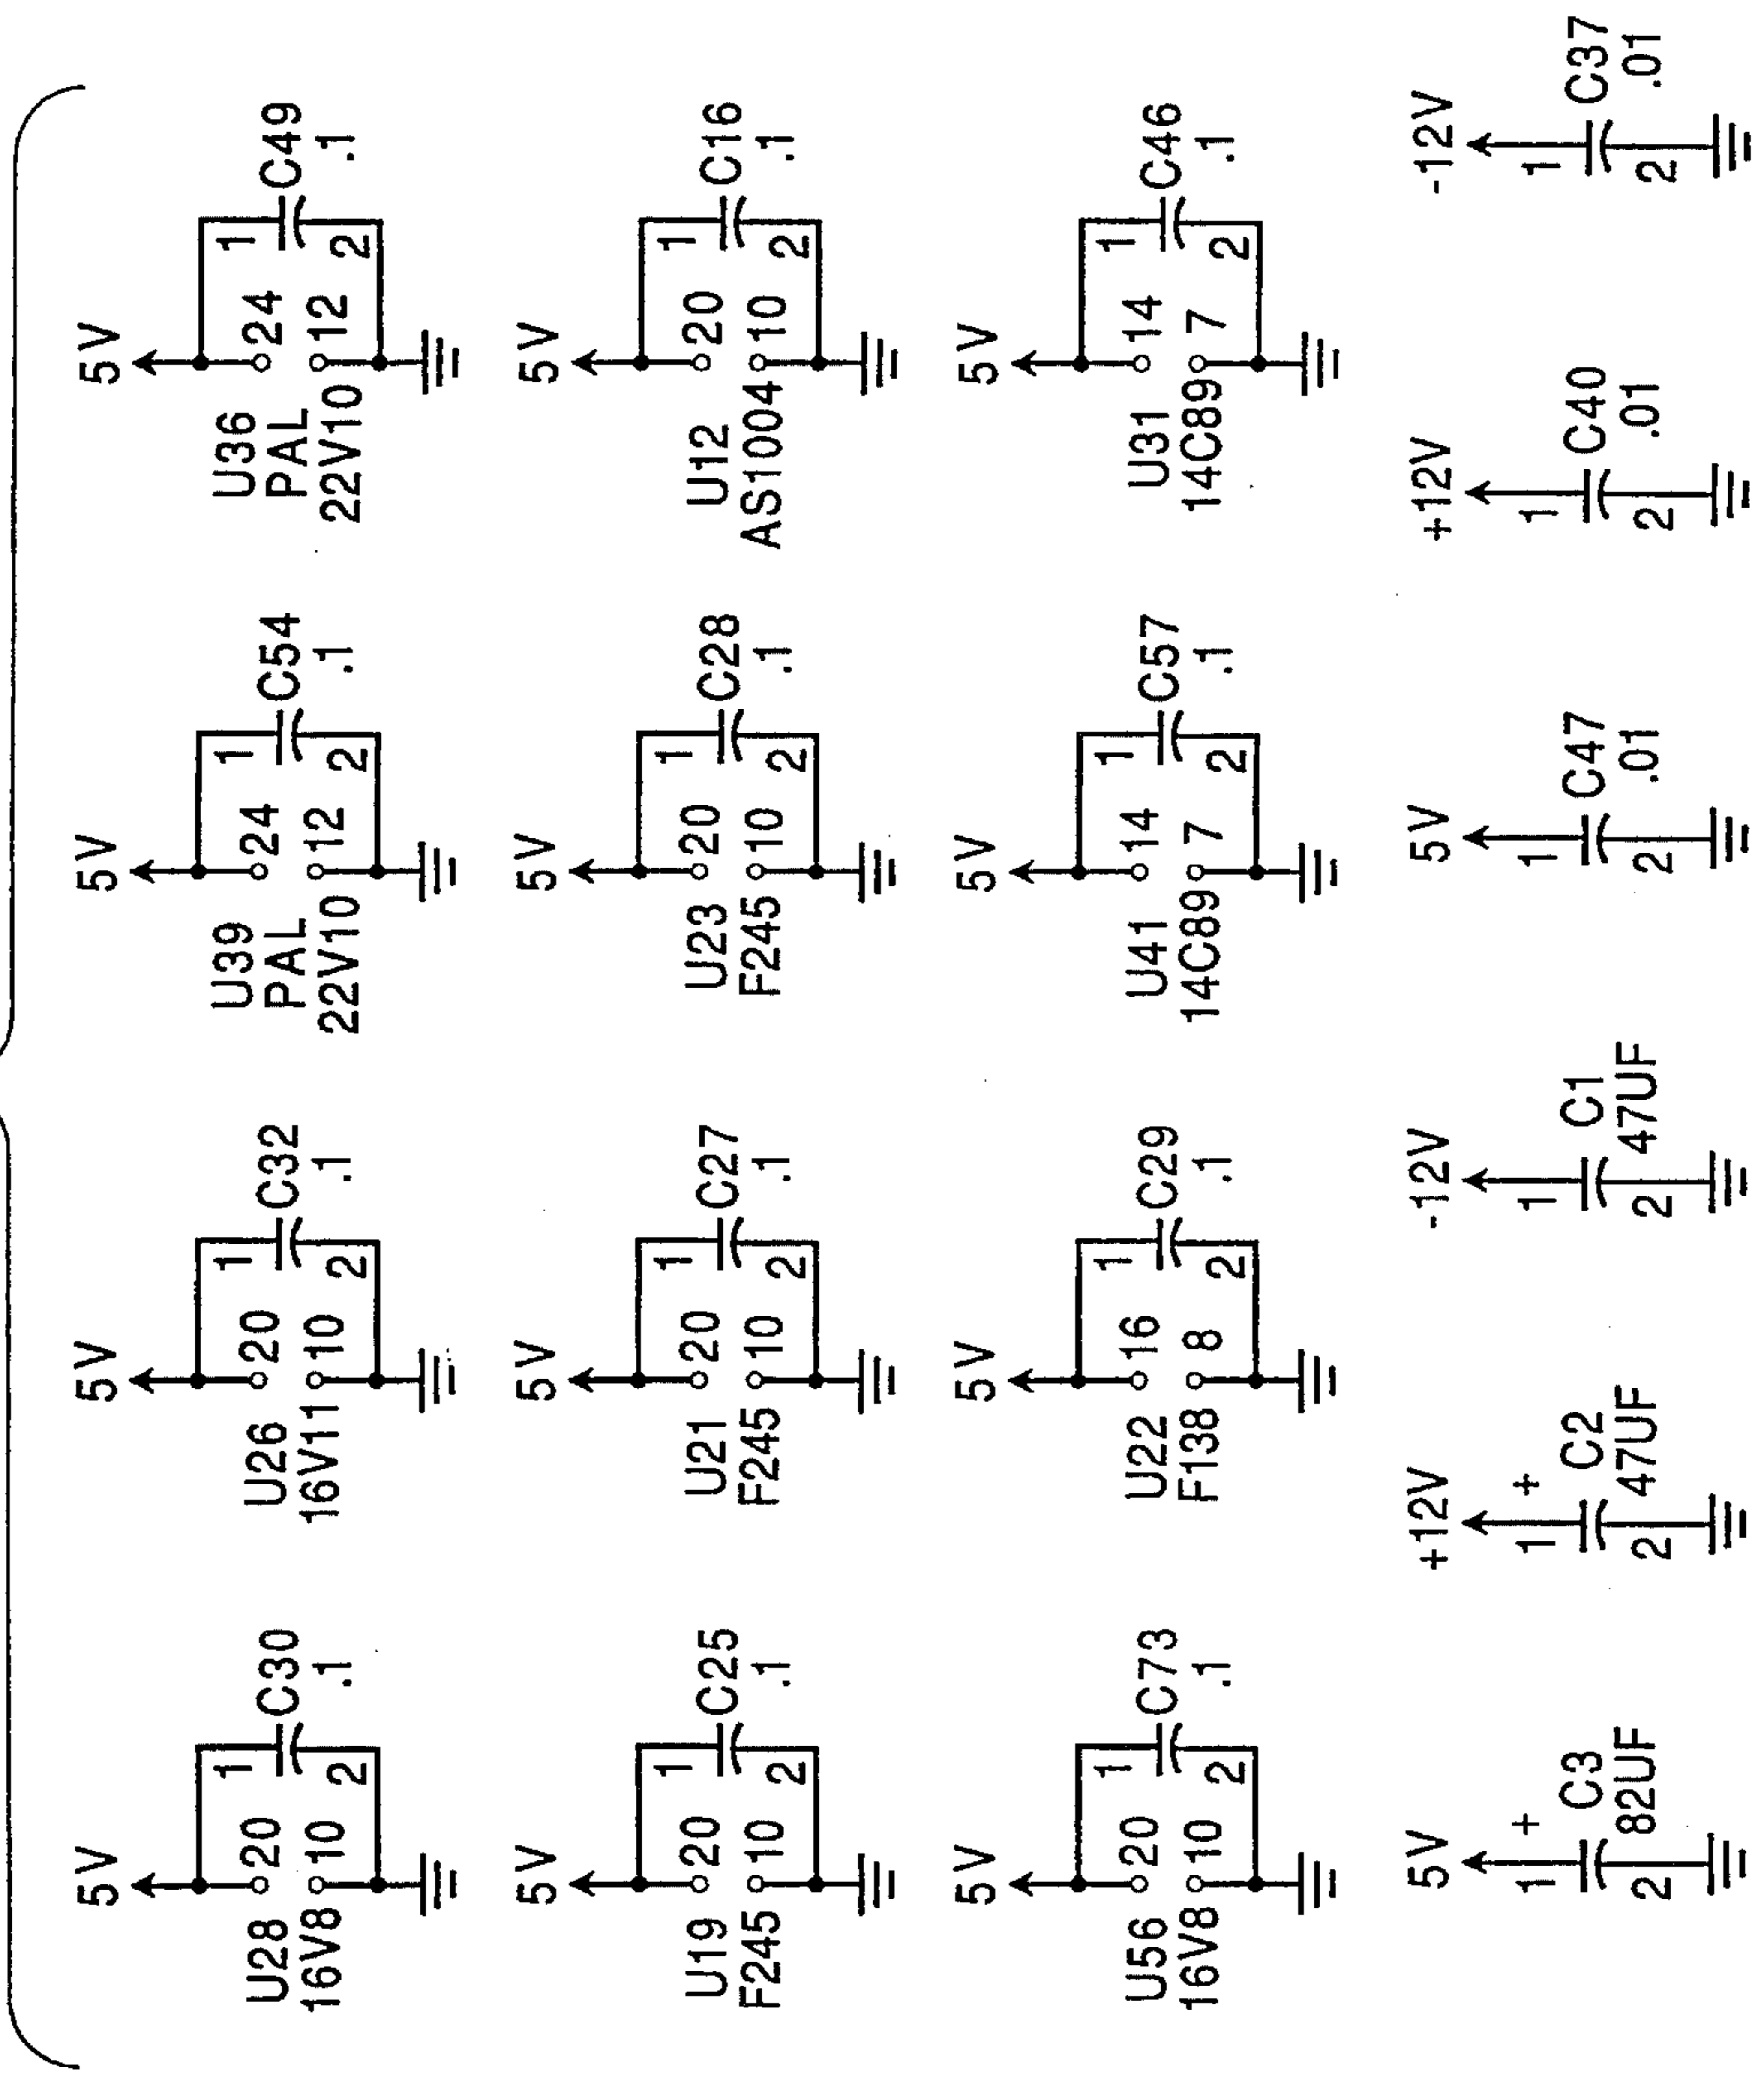 5V
1
U28
20
C30
16V8
10
.1
2
5V
1
U26
20
C32
16V11
10
.1
2
5V
1
U39
24
C54
PAL
22V10
12
.1
2
5V
1
U36
24
C49
PAL
22V10
12
.1
2
5V
1
U19
20
C25
F245
10
.1
2
5V
1
U21
20
C27
F245
10
.1
2
5V
1
U23
20
C28
F245
10
.1
2
5V
1
U12
20
C16
AS1004
10
.1
2
5V
1
U56
20
C73
16V8
10
.1
2
5V
1
U22
16
C29
F138
8
.1
2
5V
1
U41
14
C57
14C89
7
.1
2
5V
1
U31
14
C46
14C89
7
.1
2
5V
1 +
C3
82UF
2
+12V
1 +
C2
47UF
2
-12V
1
C1
47UF
2
5V
1
C47
.01
2
+12V
1
C40
.01
2
-12V
1
C37
.01
2